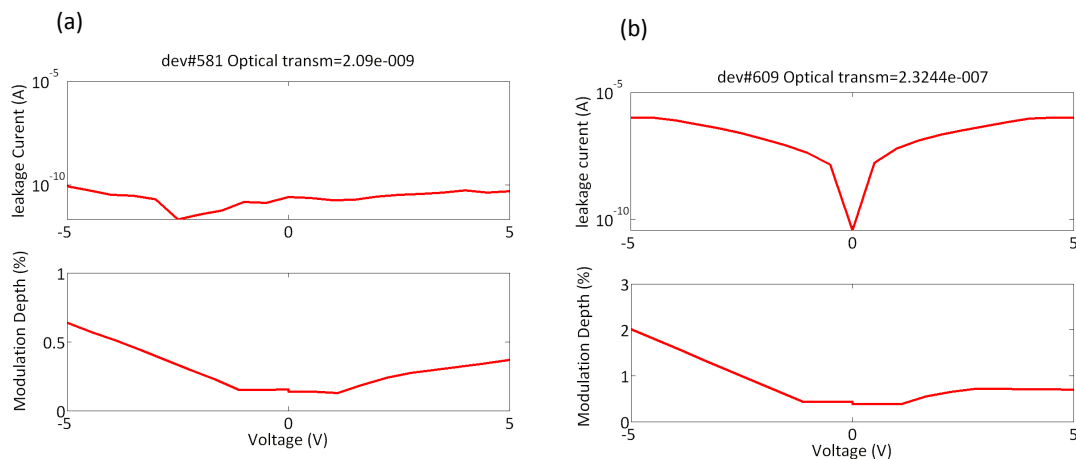 (a)
dev#581 Optical transm=2.09e-009
10^-5
10^-10
leakage Current (A)
-5 0 5
1
0.5
0
Modulation Depth (%)
-5 0 5
Voltage (V)
(b)
dev#609 Optical transm=2.3244e-007
10^-5
10^-10
leakage current (A)
-5 0 5
3
2
1
0
Modulation Depth (%)
-5 0 5
Voltage (V)